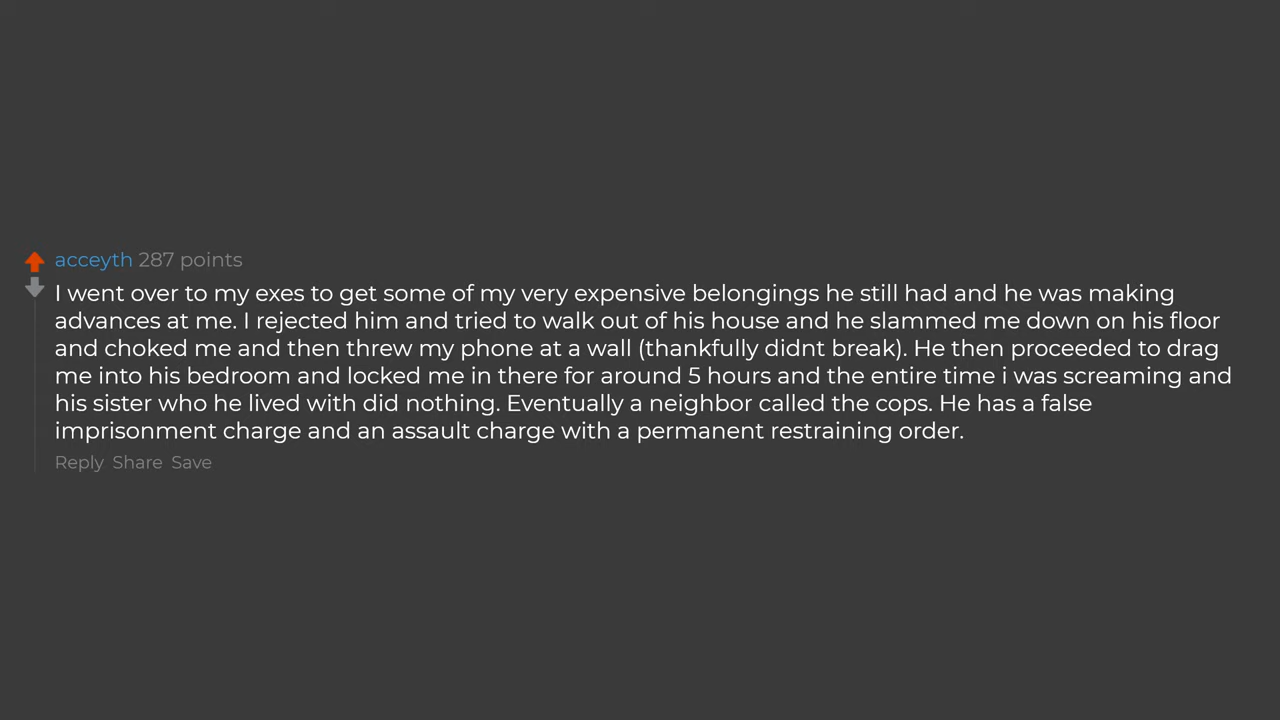 acceyth 287 points
I went over to my exes to get some of my very expensive belongings he still had and he was making
advances at me. I rejected him and tried to walk out of his house and he slammed me down on his floor
and choked me and then threw my phone at a wall (thankfully didnt break). He then proceeded to drag
me into his bedroom and locked me in there for around 5 hours and the entire time i was screaming and
his sister who he lived with did nothing. Eventually a neighbor called the cops. He has a false
imprisonment charge and an assault charge with a permanent restraining order.
Reply Share Save